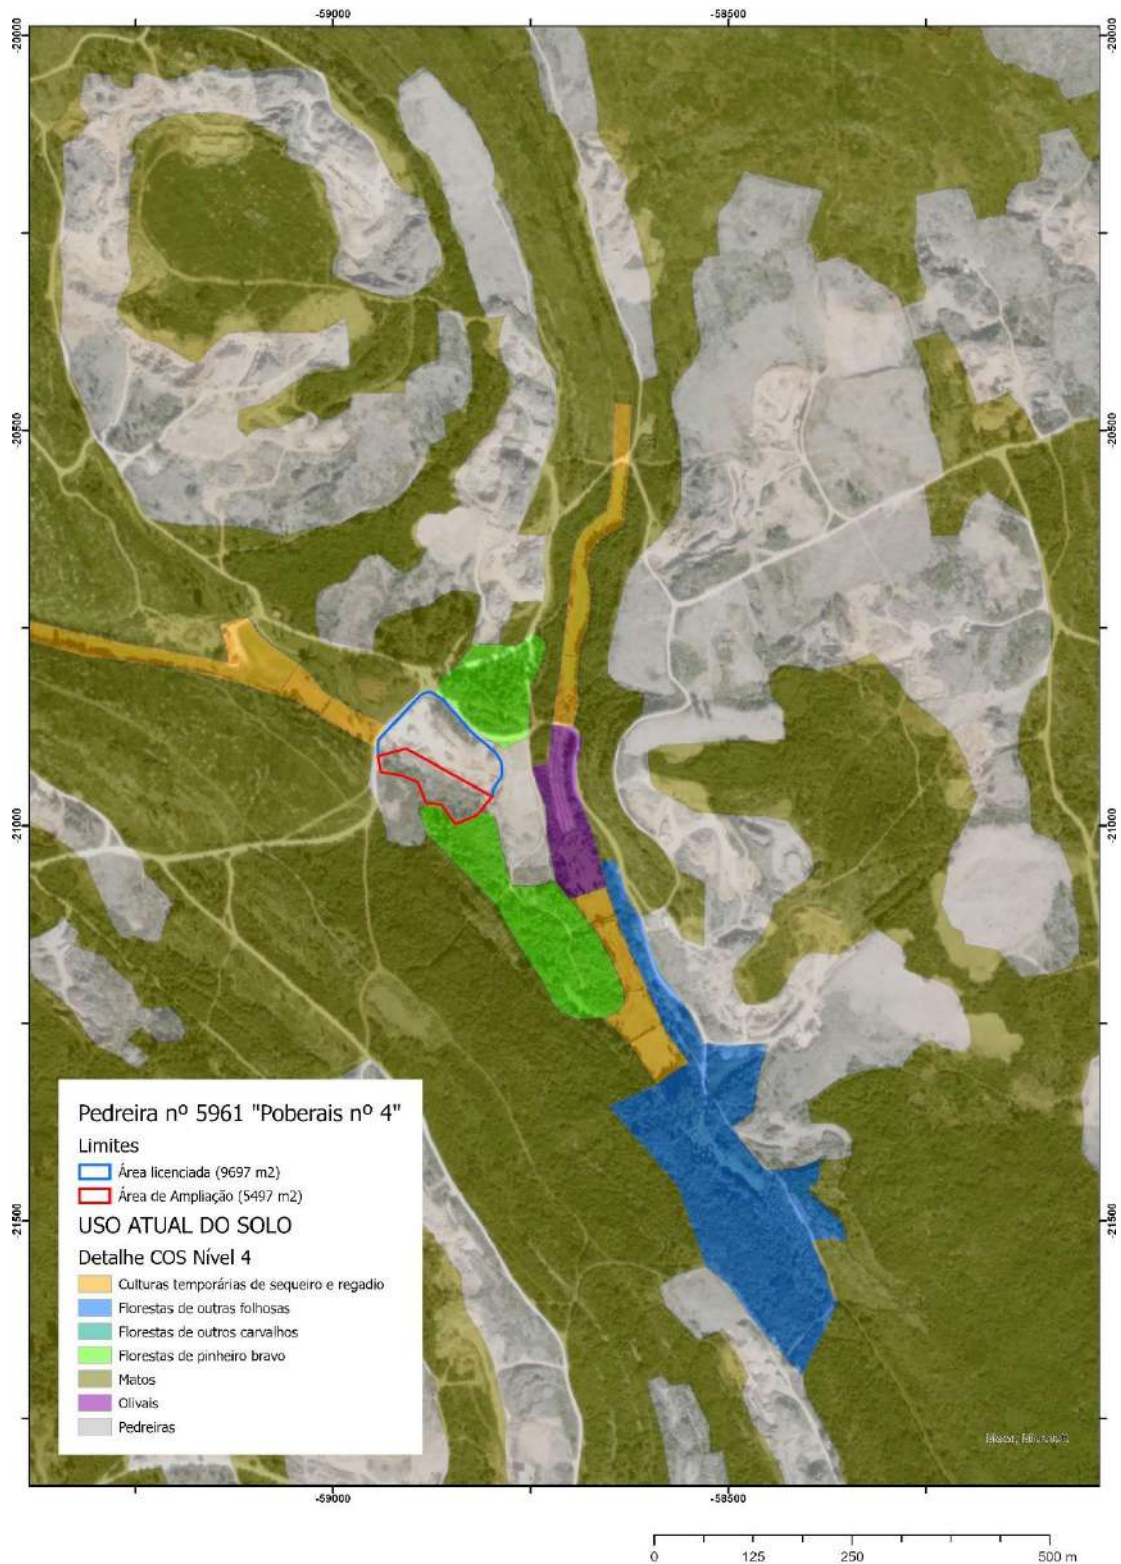 -59000 -58500
-20000 -20000
-20500 -20500
-21000 -21000
-21500 -21500
Pedreira nº 5961 "Poberais nº 4"
Limites
Área licenciada (9697 m2)
Área de Ampliação (5497 m2)
USO ATUAL DO SOLO
Detalhe COS Nível 4
Culturas temporárias de sequeiro e regadio
Florestas de outras folhosas
Florestas de outros carvalhos
Florestas de pinheiro bravo
Matos
Olivais
Pedreiras
Maxar, Microsoft
-59000 -58500
0 125 250 500 m